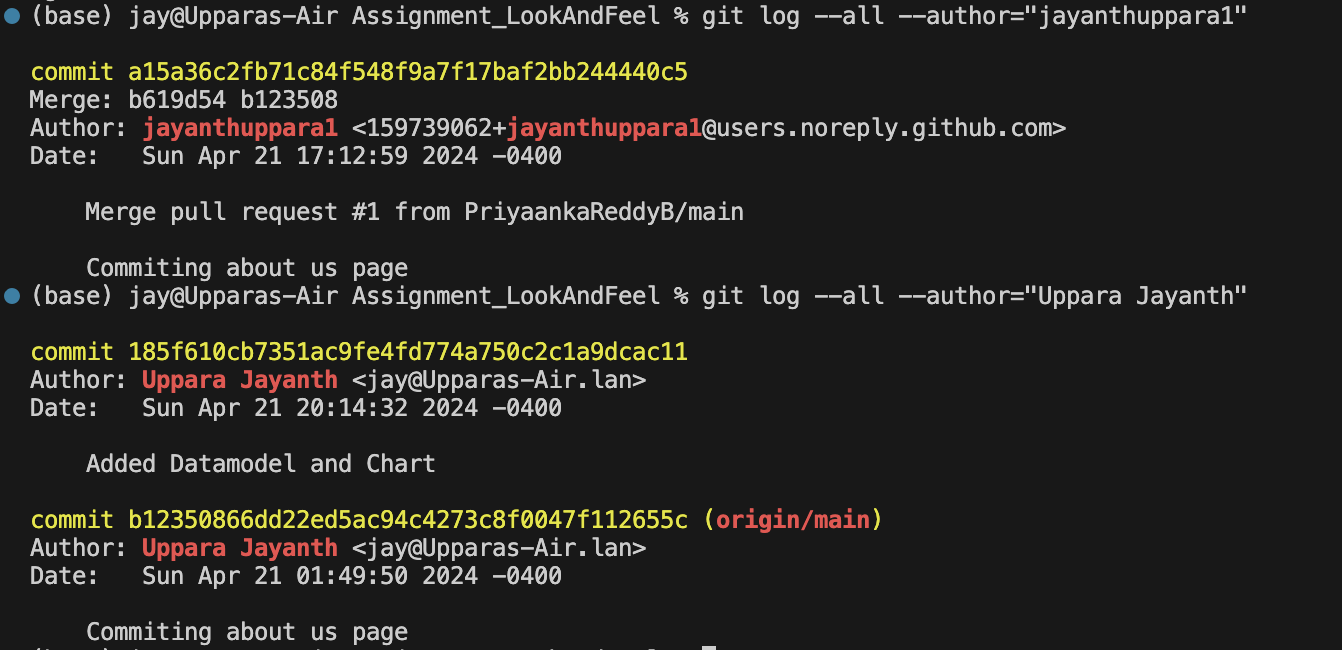 (base) jay@Upparas-Air Assignment_LookAndFeel % git log --all --author="jayanthuppara1"
commit a15a36c2fb71c84f548f9a7f17baf2bb244440c5
Merge: b619d54 b123508
Author: jayanthuppara1 <159739062+jayanthuppara1@users.noreply.github.com>
Date:   Sun Apr 21 17:12:59 2024 -0400
Merge pull request #1 from PriyaankaReddyB/main
Commiting about us page
(base) jay@Upparas-Air Assignment_LookAndFeel % git log --all --author="Uppara Jayanth"
commit 185f610cb7351ac9fe4fd774a750c2c1a9dcac11
Author: Uppara Jayanth <jay@Upparas-Air.lan>
Date:   Sun Apr 21 20:14:32 2024 -0400
Added Datamodel and Chart
commit b12350866dd22ed5ac94c4273c8f0047f112655c (origin/main)
Author: Uppara Jayanth <jay@Upparas-Air.lan>
Date:   Sun Apr 21 01:49:50 2024 -0400
Commiting about us page